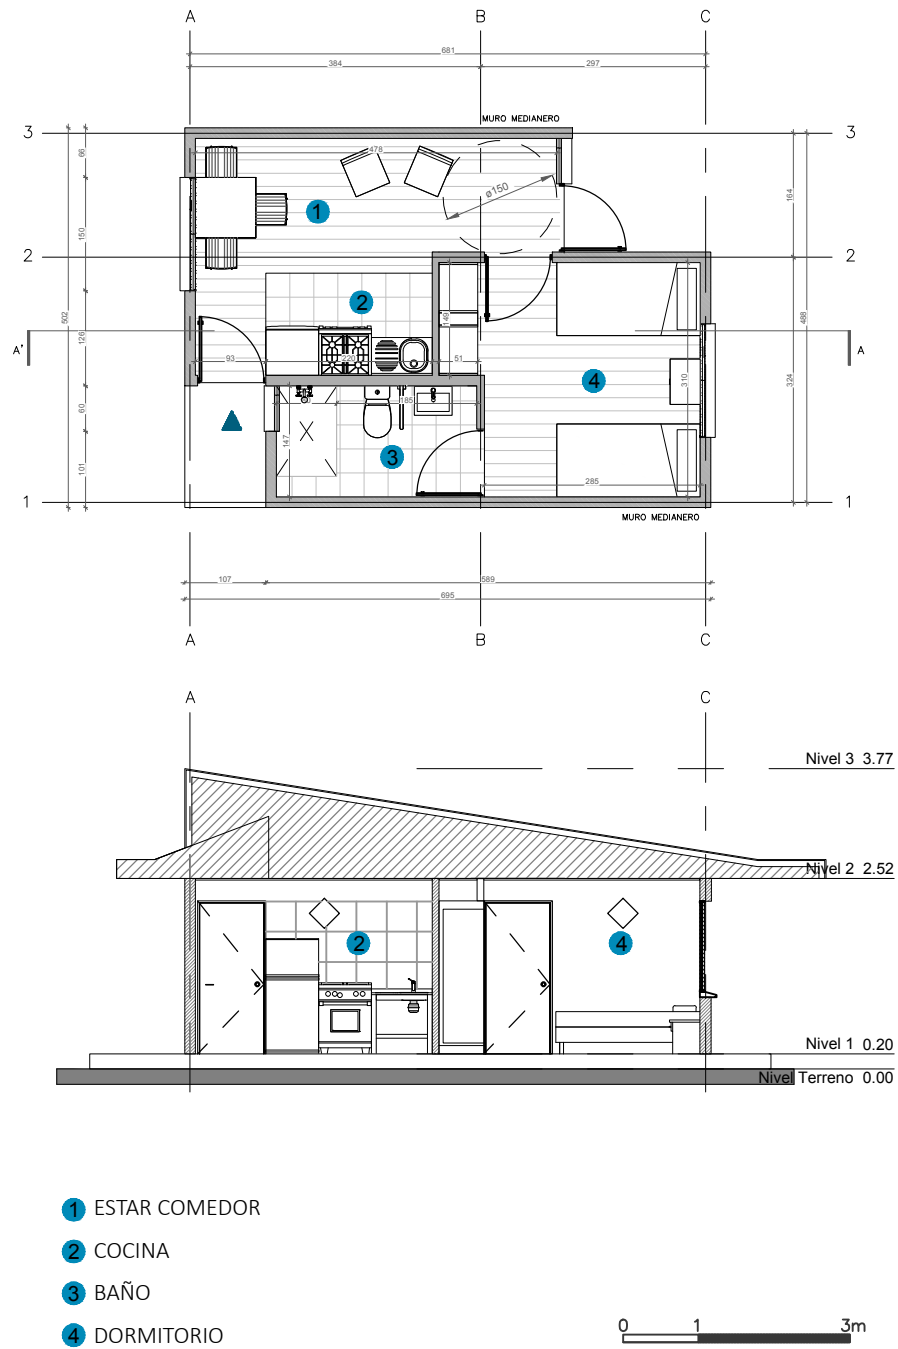 A B C
681
384 297
MURO MEDIANERO
3 3
66 478 164
ø150
150 1
2 2
502 2 149 488
126
A' A
93 220 51 4 310 324
60 185
147 3
101
285
1 1
MURO MEDIANERO
107 589
695
A B C
A C
Nivel 3 3.77
Nivel 2 2.52
2 4
Nivel 1 0.20
Nivel Terreno 0.00
1 ESTAR COMEDOR
2 COCINA
3 BAÑO
4 DORMITORIO
0 1 3m